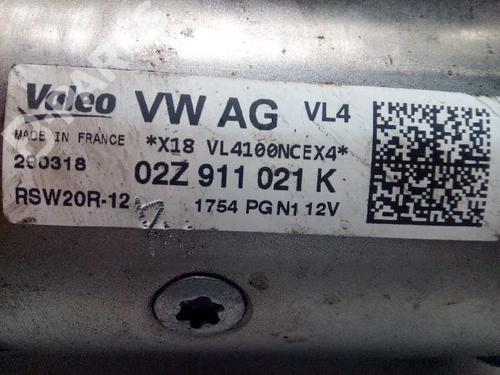 Valeo VW AG VL4
MADE IN FRANCE *X18 VL4100NCEX4*
290318 02Z 911 021 K
RSW20R-12 1754 PG N1 12V